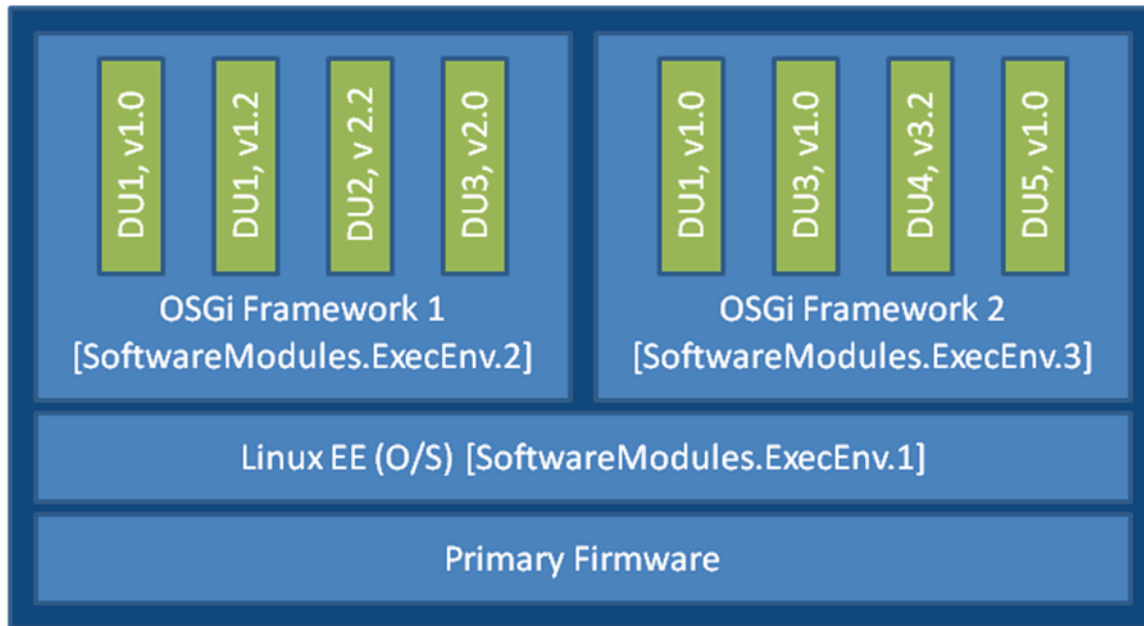 DU1, v1.0
DU1, v1.2
DU2, v 2.2
DU3, v2.0
OSGi Framework 1
[SoftwareModules.ExecEnv.2]
DU1, v1.0
DU3, v1.0
DU4, v3.2
DU5, v1.0
OSGi Framework 2
[SoftwareModules.ExecEnv.3]
Linux EE (O/S) [SoftwareModules.ExecEnv.1]
Primary Firmware